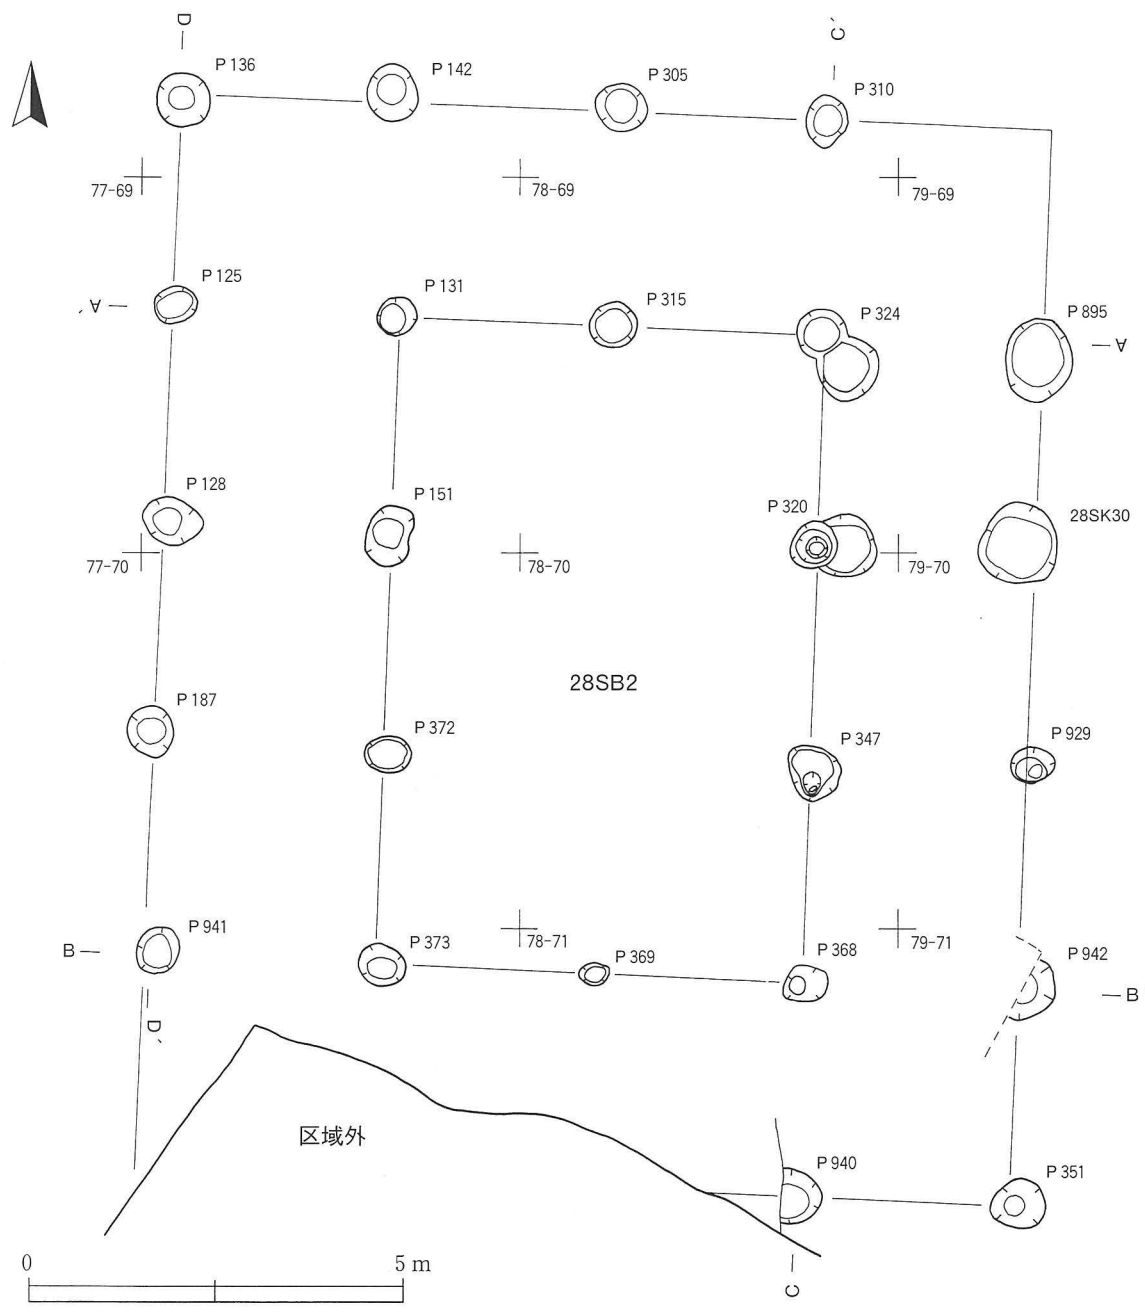 D
C′
P 136
P 142
P 305
P 310
77-69
78-69
79-69
A′
P 125
P 131
P 315
P 324
P 895
A
P 128
P 151
P 320
28SK30
77-70
78-70
79-70
28SB2
P 187
P 372
P 347
P 929
B
P 941
P 373
78-71
P 369
P 368
79-71
P 942
B
D′
区域外
P 940
P 351
0
5 m
C